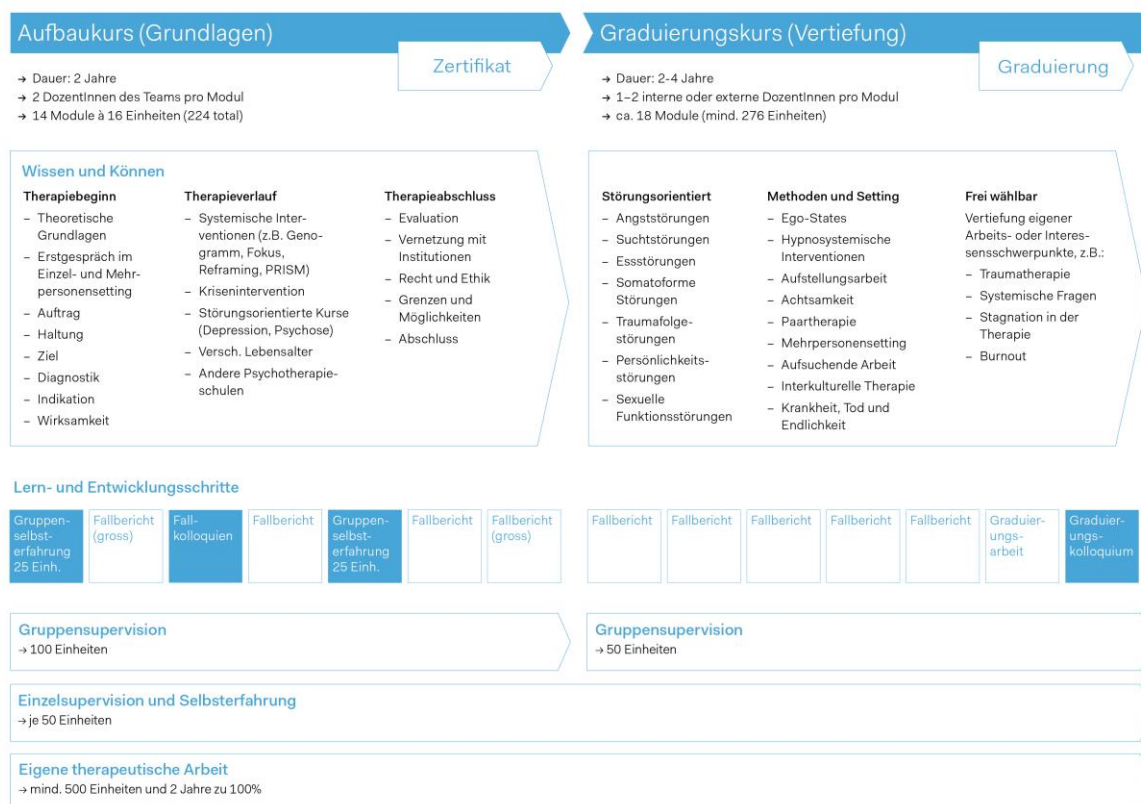 Aufbaukurs (Grundlagen)
Zertifikat
→ Dauer: 2 Jahre
→ 2 DozentInnen des Teams pro Modul
→ 14 Module à 16 Einheiten (224 total)
Graduierungskurs (Vertiefung)
Graduierung
→ Dauer: 2-4 Jahre
→ 1–2 interne oder externe DozentInnen pro Modul
→ ca. 18 Module (mind. 276 Einheiten)
Wissen und Können
Therapiebeginn
– Theoretische
Grundlagen
– Erstgespräch im
Einzel- und Mehr-
personensetting
– Auftrag
– Haltung
– Ziel
– Diagnostik
– Indikation
– Wirksamkeit
Therapieverlauf
– Systemische Inter-
ventionen (z.B. Geno-
gramm, Fokus,
Reframing, PRISM)
– Krisenintervention
– Störungsorientierte Kurse
(Depression, Psychose)
– Versch. Lebensalter
– Andere Psychotherapie-
schulen
Therapieabschluss
– Evaluation
– Vernetzung mit
Institutionen
– Recht und Ethik
– Grenzen und
Möglichkeiten
– Abschluss
Störungsorientiert
– Angststörungen
– Suchtstörungen
– Essstörungen
– Somatoforme
Störungen
– Traumafolge-
störungen
– Persönlichkeits-
störungen
– Sexuelle
Funktionsstörungen
Methoden und Setting
– Ego-States
– Hypnosystemische
Interventionen
– Aufstellungsarbeit
– Achtsamkeit
– Paartherapie
– Mehrpersonensetting
– Aufsuchende Arbeit
– Interkulturelle Therapie
– Krankheit, Tod und
Endlichkeit
Frei wählbar
Vertiefung eigener
Arbeits- oder Interes-
sensschwerpunkte, z.B.:
– Traumatherapie
– Systemische Fragen
– Stagnation in der
Therapie
– Burnout
Lern- und Entwicklungsschritte
Gruppen-
selbst-
erfahrung
25 Einh.
Fallbericht
(gross)
Fall-
kolloquien
Fallbericht
Gruppen-
selbst-
erfahrung
25 Einh.
Fallbericht
Fallbericht
(gross)
Fallbericht
Fallbericht
Fallbericht
Fallbericht
Fallbericht
Graduier-
ungs-
arbeit
Graduier-
ungs-
kolloquium
Gruppensupervision
→ 100 Einheiten
Gruppensupervision
→ 50 Einheiten
Einzelsupervision und Selbsterfahrung
→ je 50 Einheiten
Eigene therapeutische Arbeit
→ mind. 500 Einheiten und 2 Jahre zu 100%